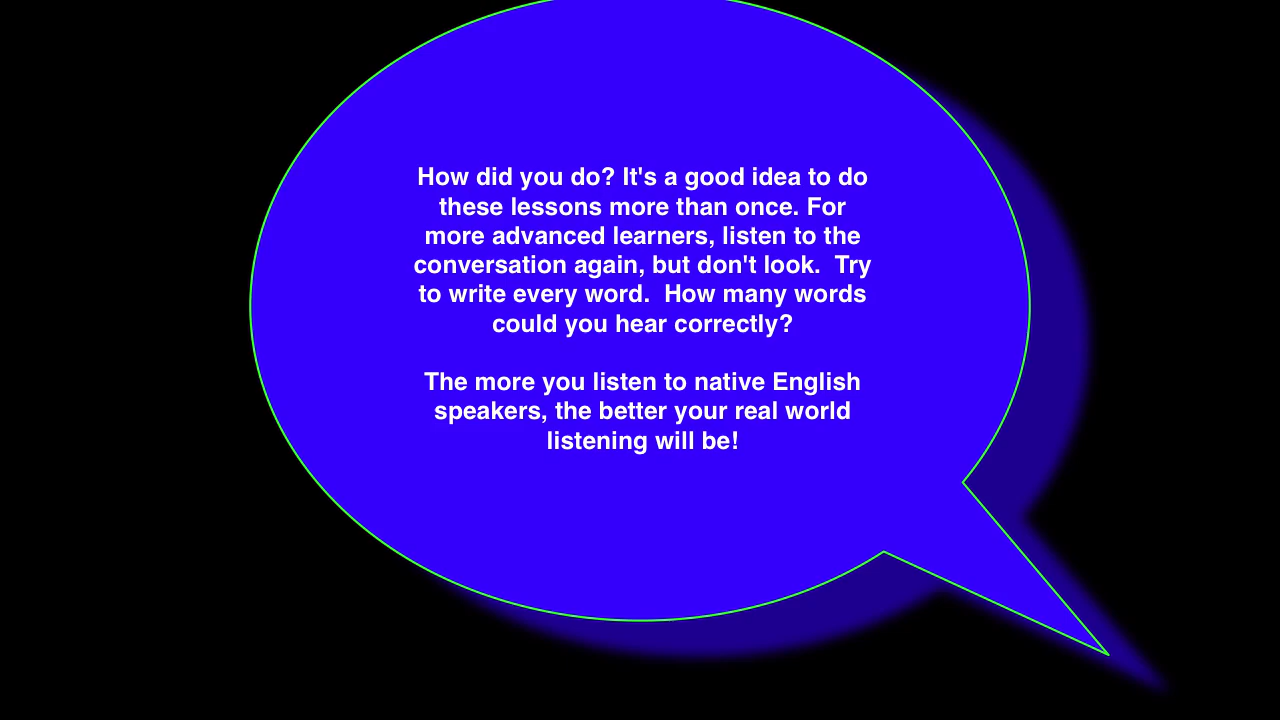 How did you do? It's a good idea to do
these lessons more than once. For
more advanced learners, listen to the
conversation again, but don't look.  Try
to write every word.  How many words
could you hear correctly?
The more you listen to native English
speakers, the better your real world
listening will be!